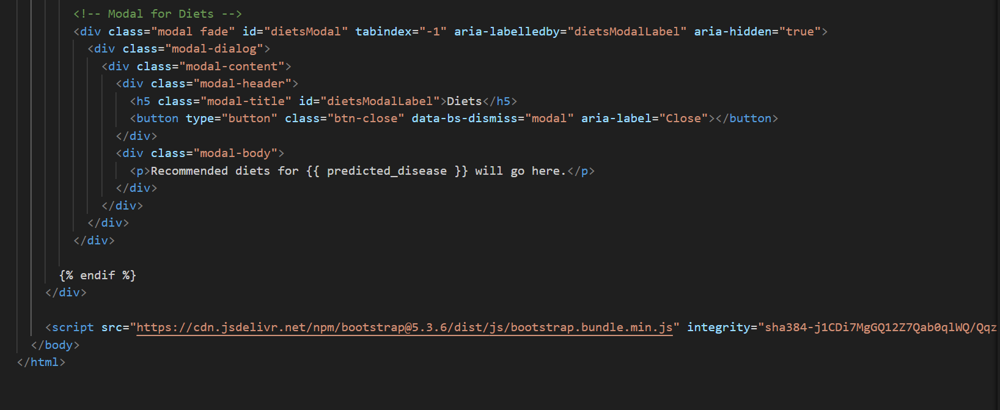 <!-- Modal for Diets -->
<div class="modal fade" id="dietsModal" tabindex="-1" aria-labelledby="dietsModalLabel" aria-hidden="true">
<div class="modal-dialog">
<div class="modal-content">
<div class="modal-header">
<h5 class="modal-title" id="dietsModalLabel">Diets</h5>
<button type="button" class="btn-close" data-bs-dismiss="modal" aria-label="Close"></button>
</div>
<div class="modal-body">
<p>Recommended diets for {{ predicted_disease }} will go here.</p>
</div>
</div>
</div>
</div>
{% endif %}
</div>
<script src="https://cdn.jsdelivr.net/npm/bootstrap@5.3.6/dist/js/bootstrap.bundle.min.js" integrity="sha384-j1CDi7MgGQ12Z7Qab0qlWQ/Qqz
</body>
</html>